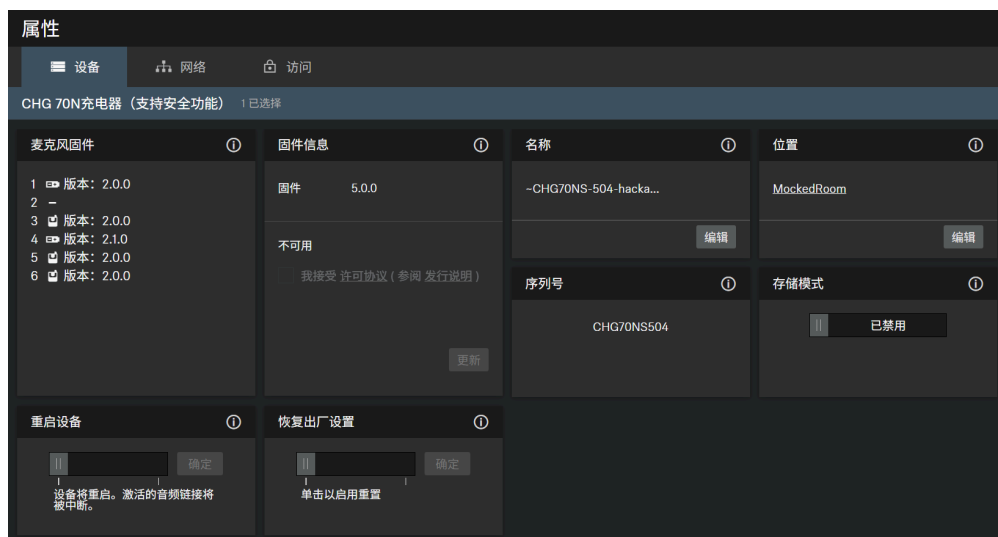 属性
设备
网络
访问
CHG 70N充电器（支持安全功能） 1已选择
麦克风固件
1 版本：2.0.0
2 –
3 版本：2.0.0
4 版本：2.1.0
5 版本：2.0.0
6 版本：2.0.0
固件信息
固件 5.0.0
不可用
我接受 许可协议 ( 参阅 发行说明 )
更新
名称
~CHG70NS-504-hacka...
编辑
位置
MockedRoom
编辑
序列号
CHG70NS504
存储模式
已禁用
重启设备
确定
设备将重启。激活的音频链接将
被中断。
恢复出厂设置
确定
单击以启用重置